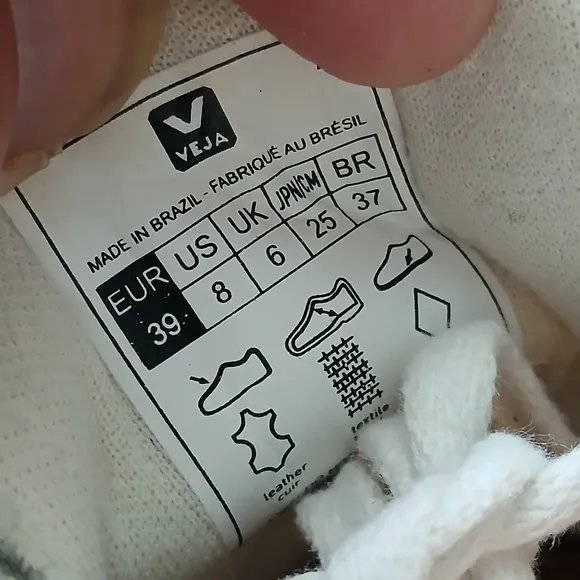 VEJA
MADE IN BRAZIL - FABRIQUÉ AU BRÉSIL
EUR US UK JPN/CM BR
39 8 6 25 37
leather
cuir
textile